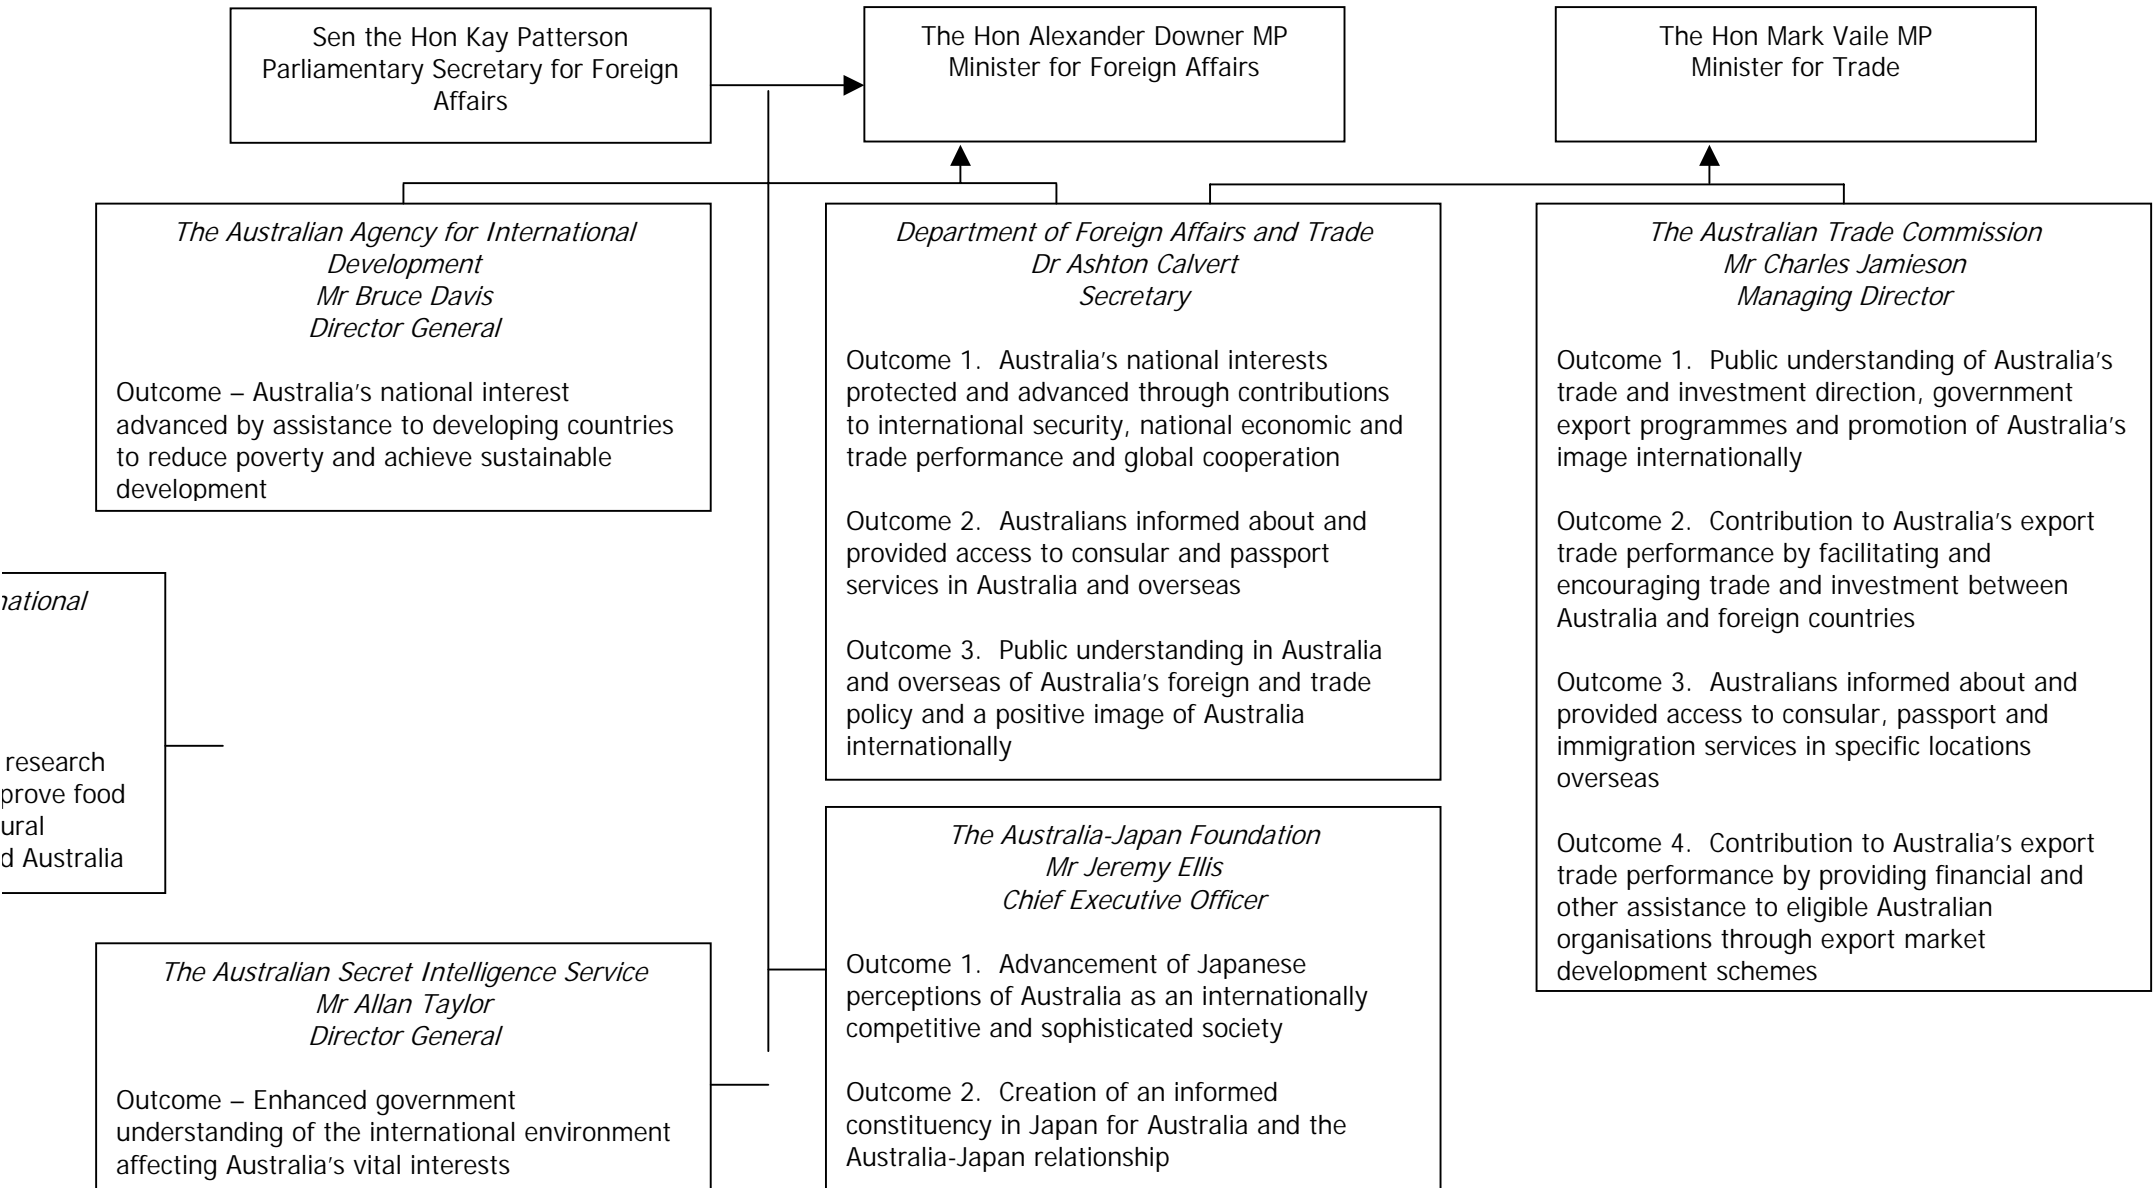 Sen the Hon Kay Patterson
Parliamentary Secretary for Foreign
Affairs
The Hon Alexander Downer MP
Minister for Foreign Affairs
The Hon Mark Vaile MP
Minister for Trade
The Australian Agency for International
Development
Mr Bruce Davis
Director General
Outcome – Australia’s national interest
advanced by assistance to developing countries
to reduce poverty and achieve sustainable
development
Department of Foreign Affairs and Trade
Dr Ashton Calvert
Secretary
Outcome 1.  Australia’s national interests
protected and advanced through contributions
to international security, national economic and
trade performance and global cooperation
Outcome 2.  Australians informed about and
provided access to consular and passport
services in Australia and overseas
Outcome 3.  Public understanding in Australia
and overseas of Australia’s foreign and trade
policy and a positive image of Australia
internationally
The Australian Trade Commission
Mr Charles Jamieson
Managing Director
Outcome 1.  Public understanding of Australia’s
trade and investment direction, government
export programmes and promotion of Australia’s
image internationally
Outcome 2.  Contribution to Australia’s export
trade performance by facilitating and
encouraging trade and investment between
Australia and foreign countries
Outcome 3.  Australians informed about and
provided access to consular, passport and
immigration services in specific locations
overseas
Outcome 4.  Contribution to Australia’s export
trade performance by providing financial and
other assistance to eligible Australian
organisations through export market
development schemes
national
research
prove food
ural
d Australia
The Australian Secret Intelligence Service
Mr Allan Taylor
Director General
Outcome – Enhanced government
understanding of the international environment
affecting Australia’s vital interests
The Australia-Japan Foundation
Mr Jeremy Ellis
Chief Executive Officer
Outcome 1.  Advancement of Japanese
perceptions of Australia as an internationally
competitive and sophisticated society
Outcome 2.  Creation of an informed
constituency in Japan for Australia and the
Australia-Japan relationship